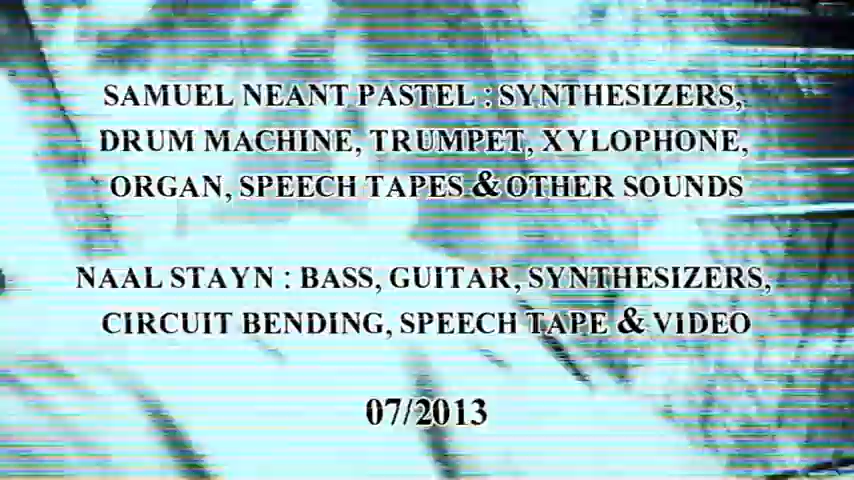 SAMUEL NEANT PASTEL : SYNTHESIZERS,
DRUM MACHINE, TRUMPET, XYLOPHONE,
ORGAN, SPEECH TAPES & OTHER SOUNDS
NAAL STAYN : BASS, GUITAR, SYNTHESIZERS,
CIRCUIT BENDING, SPEECH TAPE & VIDEO
07/2013